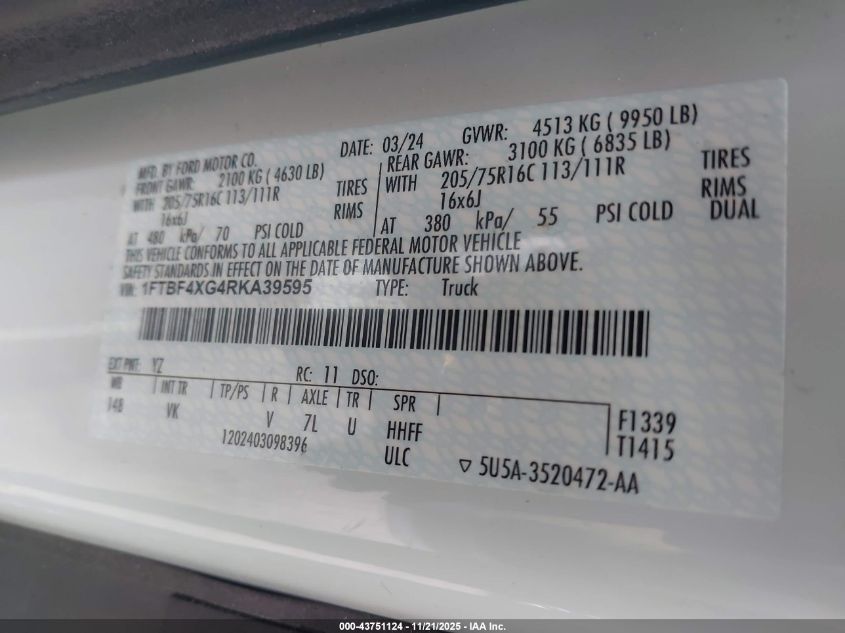 MFD. BY FORD MOTOR CO.
DATE: 03/24 GVWR: 4513 KG ( 9950 LB)
FRONT GAWR: 2100 KG ( 4630 LB)
REAR GAWR: 3100 KG ( 6835 LB)
WITH 205/75R16C 113/111R TIRES
WITH 205/75R16C 113/111R TIRES
16x6J RIMS
16x6J RIMS
AT 480 kPa/ 70 PSI COLD
AT 380 kPa/ 55 PSI COLD DUAL
THIS VEHICLE CONFORMS TO ALL APPLICABLE FEDERAL MOTOR VEHICLE
SAFETY STANDARDS IN EFFECT ON THE DATE OF MANUFACTURE SHOWN ABOVE.
VIN: 1FTBF4XG4RKA39595 TYPE: Truck
EXT PNT: YZ RC: 11 DSO:
WB INT TR TP/PS R AXLE TR SPR
148 VK V 7L U HHFF
F1339
T1415
1202403098396 ULC
5U5A-3520472-AA
000-43751124 - 11/21/2025 - IAA Inc.